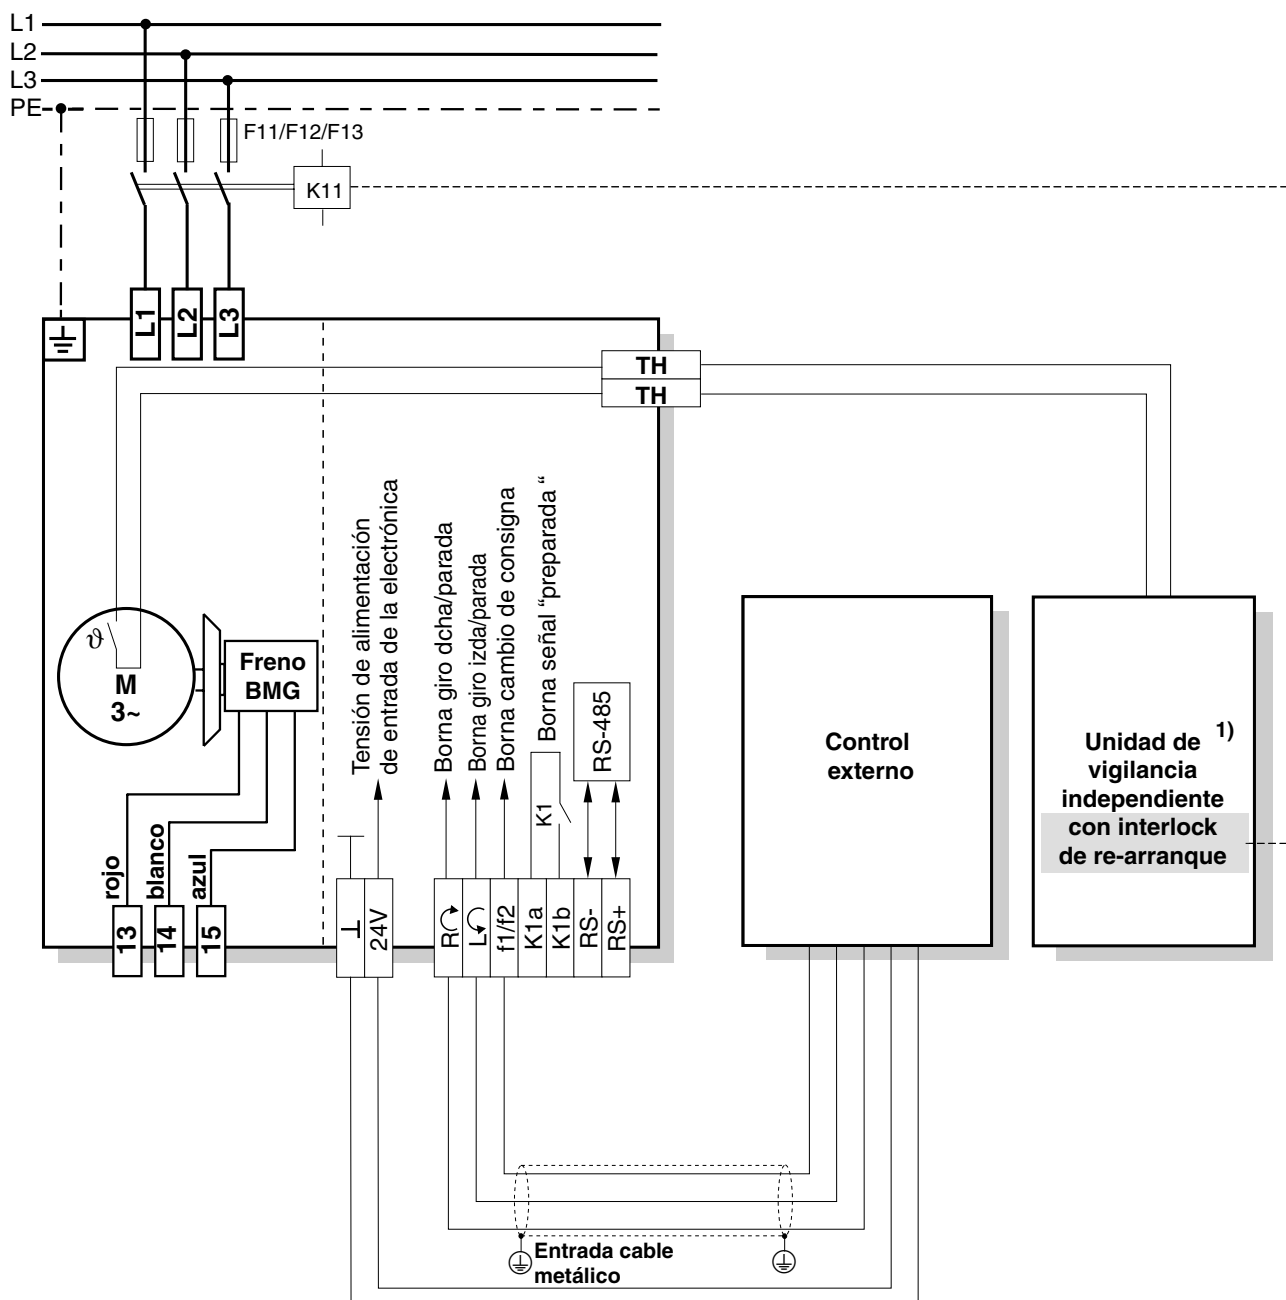 L1
L2
L3
PE
F11/F12/F13
K11
L1
L2
L3
TH
TH
Tensión de alimentación
de entrada de la electrónica
Borna giro dcha/parada
Borna giro izda/parada
Borna cambio de consigna
Borna señal “preparada“
RS-485
K1
ϑ
M
3~
Freno
BMG
rojo
blanco
azul
13
14
15
⊥
24V
R
L
f1/f2
K1a
K1b
RS-
RS+
Control
externo
Unidad de 1)
vigilancia
independiente
con interlock
de re-arranque
Entrada cable
metálico